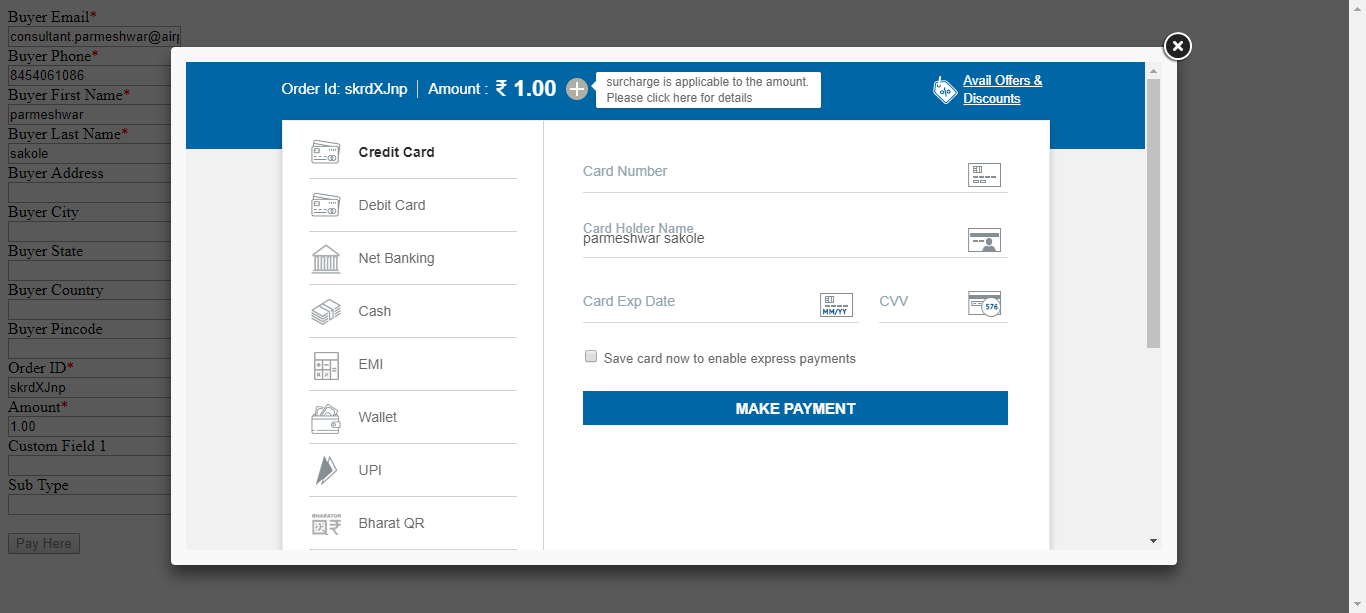 Buyer Email*
consultant.parmeshwar@air
Buyer Phone*
8454061086
Buyer First Name*
parmeshwar
Buyer Last Name*
sakole
Buyer Address
Buyer City
Buyer State
Buyer Country
Buyer Pincode
Order ID*
skrdXJnp
Amount*
1.00
Custom Field 1
Sub Type
Pay Here
Order Id: skrdXJnp | Amount : ₹ 1.00
surcharge is applicable to the amount.
Please click here for details
Avail Offers &
Discounts
Credit Card
Debit Card
Net Banking
Cash
EMI
Wallet
UPI
BHARATQR
Bharat QR
Card Number
Card Holder Name
parmeshwar sakole
Card Exp Date
MM/YY
CVV
576
Save card now to enable express payments
MAKE PAYMENT